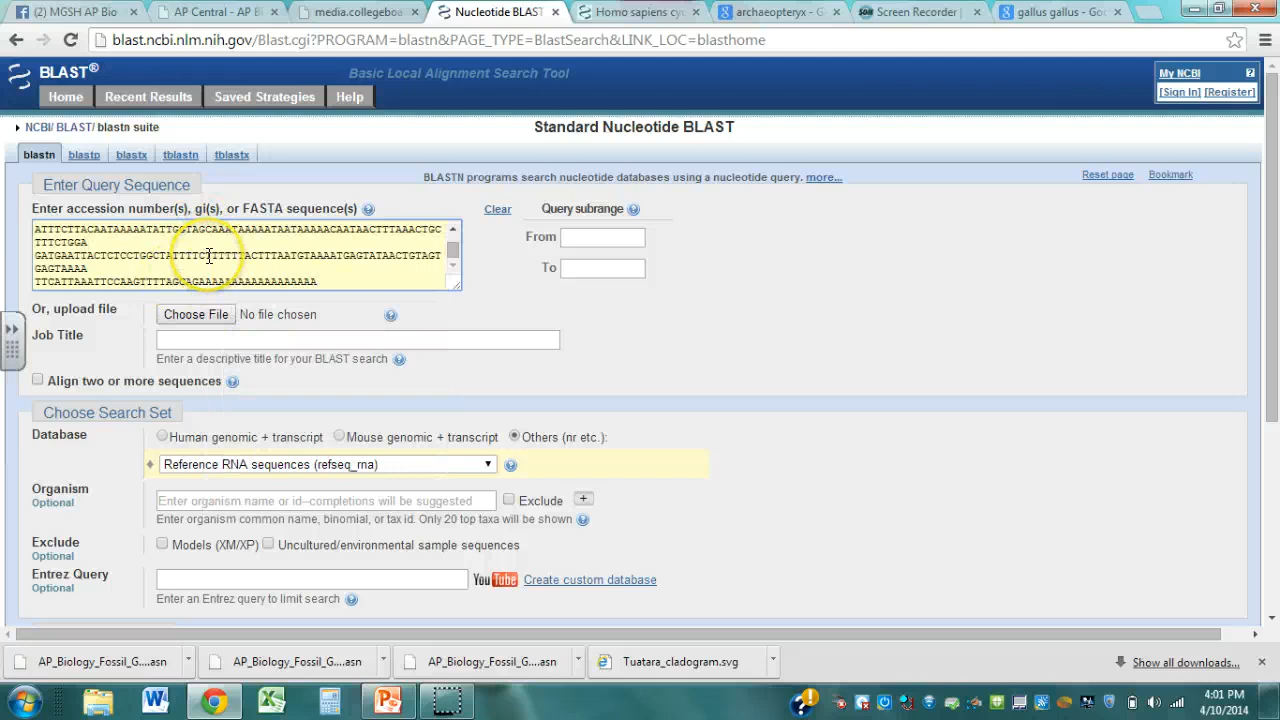 MGSH AP Bio
AP Central - AP B
media.collegeboa
Nucleotide BLAST
Homo sapiens cyc
archaeopteryx - Go
Screen Recorder
gallus gallus - Goo
blast.ncbi.nlm.nih.gov/Blast.cgi?PROGRAM=blastn&PAGE_TYPE=BlastSearch&LINK_LOC=blasthome
BLAST®
Basic Local Alignment Search Tool
My NCBI
[Sign In] [Register]
Home Recent Results Saved Strategies Help
NCBI/ BLAST/ blastn suite
Standard Nucleotide BLAST
blastn blastp blastx tblastn tblastx
BLASTN programs search nucleotide databases using a nucleotide query. more...
Reset page Bookmark
Enter Query Sequence
Enter accession number(s), gi(s), or FASTA sequence(s)
Clear
Query subrange
ATTTCTTACAATAAAAATATTGGTAGCAAATAAAAATAATAAAAACAATAACTTTAAACTGC
TTTCTGGA
GATGAATTACTCTCCTGGCTATTTTCTTTTTTACTTTAATGTAAAATGAGTATAACTGTAGT
GAGTAAAA
TTCATTAAATTCCAAGTTTTAGCAGAAAAAAAAAAAAAAAAAAA
From
To
Or, upload file
Choose File No file chosen
Job Title
Enter a descriptive title for your BLAST search
Align two or more sequences
Choose Search Set
Database
Human genomic + transcript
Mouse genomic + transcript
Others (nr etc.):
Reference RNA sequences (refseq_rna)
Organism
Optional
Enter organism name or id--completions will be suggested
Exclude
+
Enter organism common name, binomial, or tax id. Only 20 top taxa will be shown
Exclude
Optional
Models (XM/XP)
Uncultured/environmental sample sequences
Entrez Query
Optional
YouTube
Create custom database
Enter an Entrez query to limit search
AP_Biology_Fossil_G....asn
AP_Biology_Fossil_G....asn
AP_Biology_Fossil_G....asn
Tuatara_cladogram.svg
Show all downloads...
4:01 PM
4/10/2014